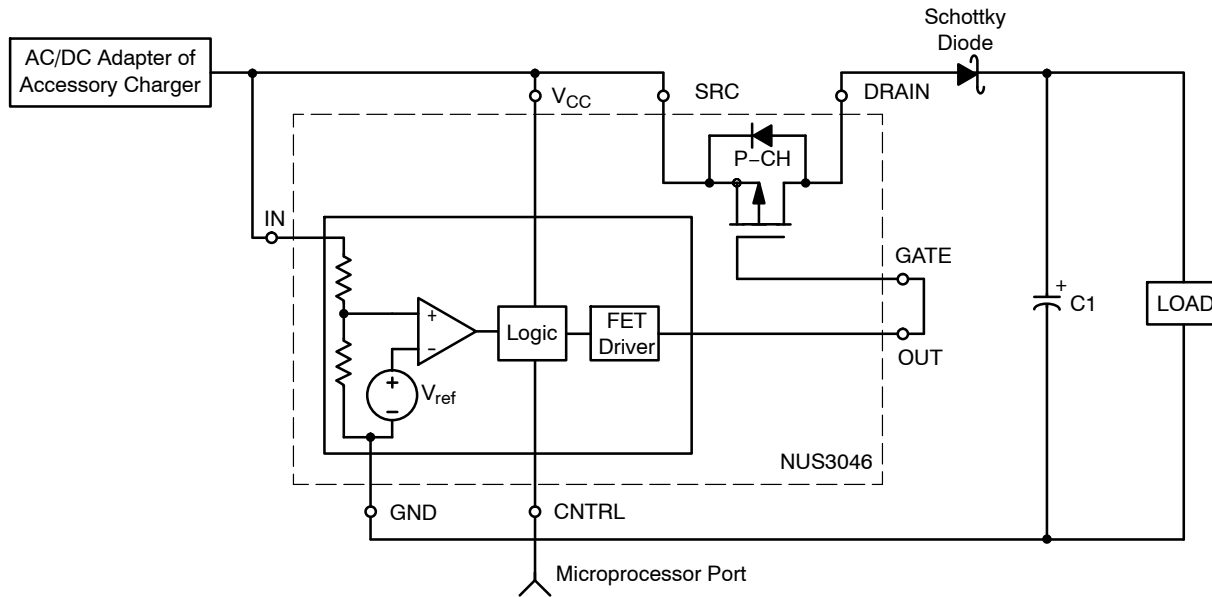 Schottky
Diode
AC/DC Adapter of
Accessory Charger
VCC
SRC
DRAIN
P−CH
IN
GATE
+
C1
LOAD
+
−
Logic
FET
Driver
OUT
+
−
Vref
NUS3046
GND
CNTRL
Microprocessor Port